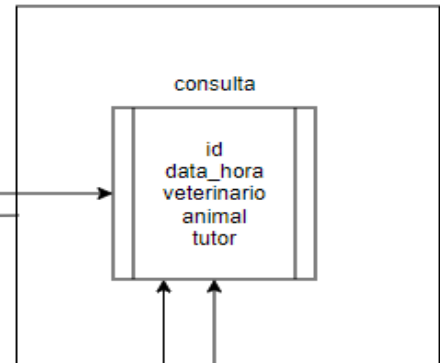 consulta
id
data_hora
veterinario
animal
tutor